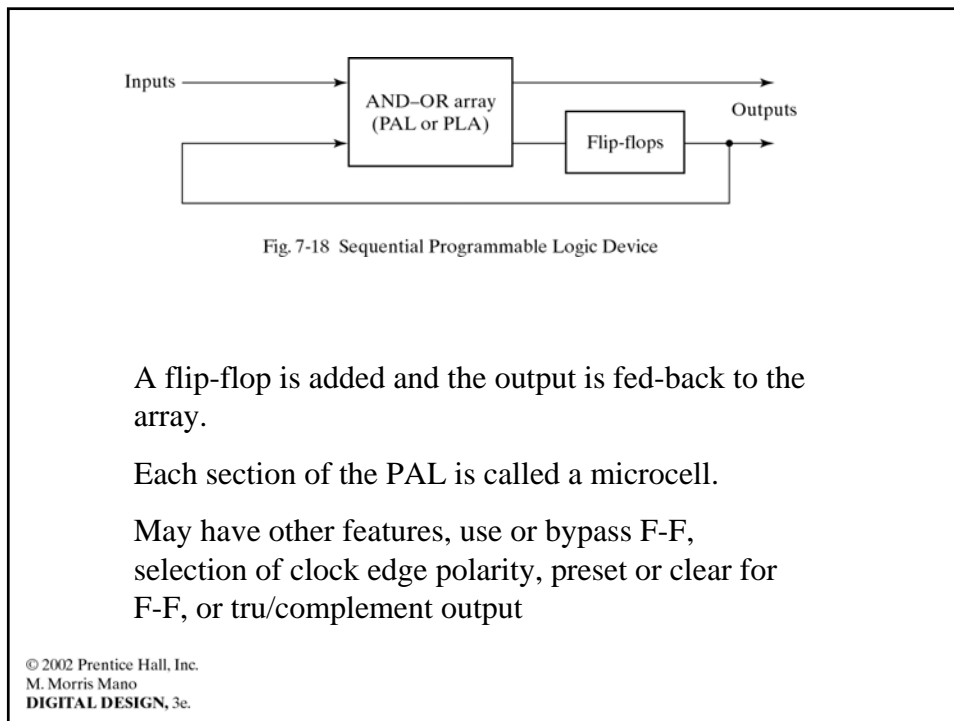 Inputs
AND–OR array
(PAL or PLA)
Outputs
Flip-flops
Fig. 7-18 Sequential Programmable Logic Device
A flip-flop is added and the output is fed-back to the
array.
Each section of the PAL is called a microcell.
May have other features, use or bypass F-F,
selection of clock edge polarity, preset or clear for
F-F, or tru/complement output
© 2002 Prentice Hall, Inc.
M. Morris Mano
DIGITAL DESIGN, 3e.